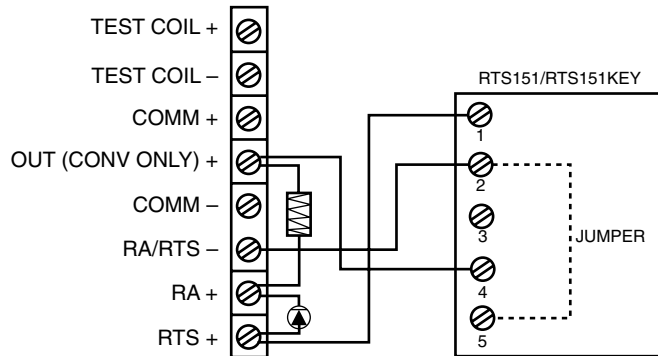 TEST COIL +
TEST COIL –
COMM +
OUT (CONV ONLY) +
COMM –
RA/RTS –
RA +
RTS +
RTS151/RTS151KEY
1
2
3
4
5
JUMPER